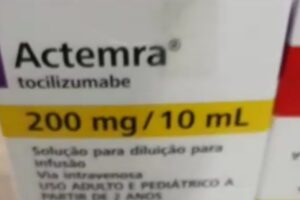 Actemra®
tocilizumabe
200 mg/10 mL
Solução para diluição para
infusão
Via intravenosa
USO ADULTO E PEDIÁTRICO A
PARTIR DE 2 ANOS